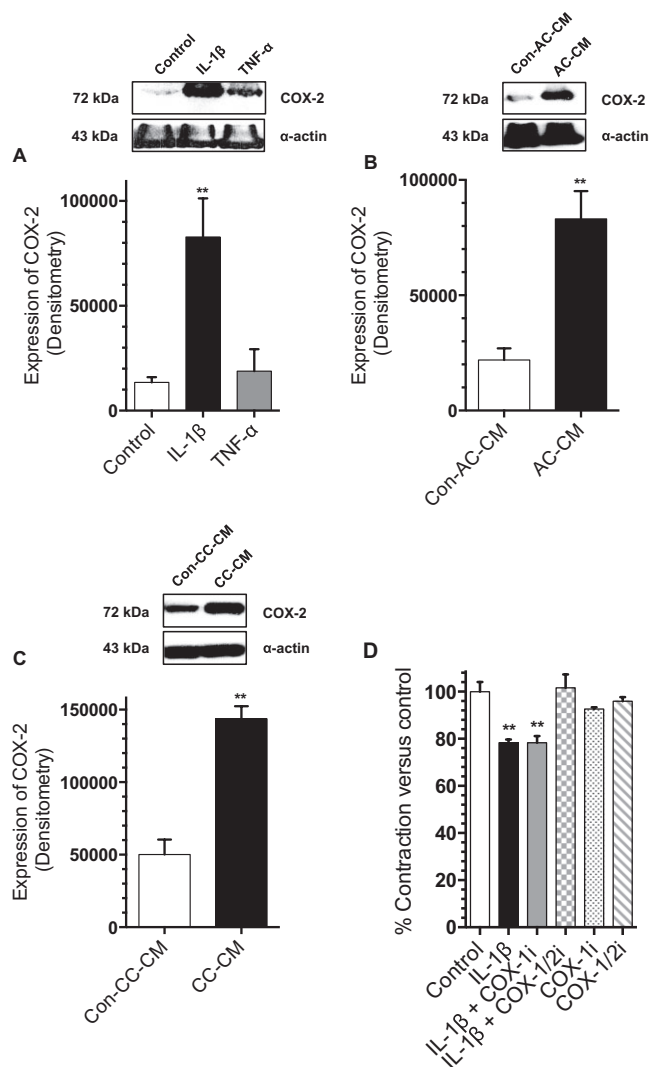 Control
IL-1β
TNF-α
72 kDa
COX-2
43 kDa
α-actin
A
Expression of COX-2
(Densitometry)
100000
**
50000
0
Control
IL-1β
TNF-α
Con-AC-CM
AC-CM
72 kDa
COX-2
43 kDa
α-actin
B
Expression of COX-2
(Densitometry)
100000
**
50000
0
Con-AC-CM
AC-CM
Con-CC-CM
CC-CM
72 kDa
COX-2
43 kDa
α-actin
C
Expression of COX-2
(Densitometry)
150000
**
100000
50000
0
Con-CC-CM
CC-CM
D
% Contraction versus control
100
80
60
40
20
0
**
**
Control
IL-1β
IL-1β + COX-1i
IL-1β + COX-1/2i
COX-1i
COX-1/2i